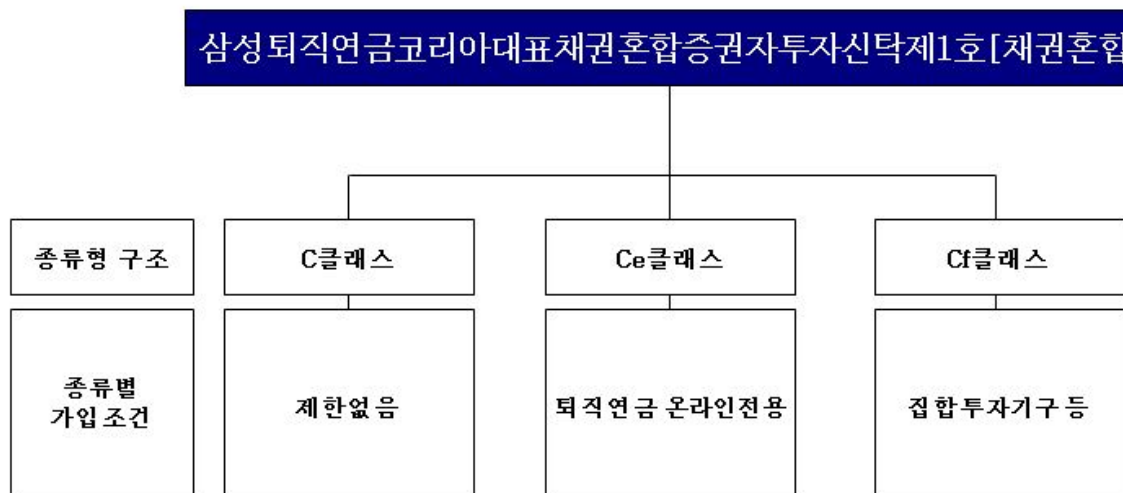 삼성퇴직연금코리아대표채권혼합증권자투자신탁제1호[채권혼합
종류형 구조
C클래스
Ce클래스
Cf클래스
종류별
가입조건
제한없음
퇴직연금 온라인전용
집합투자기구 등